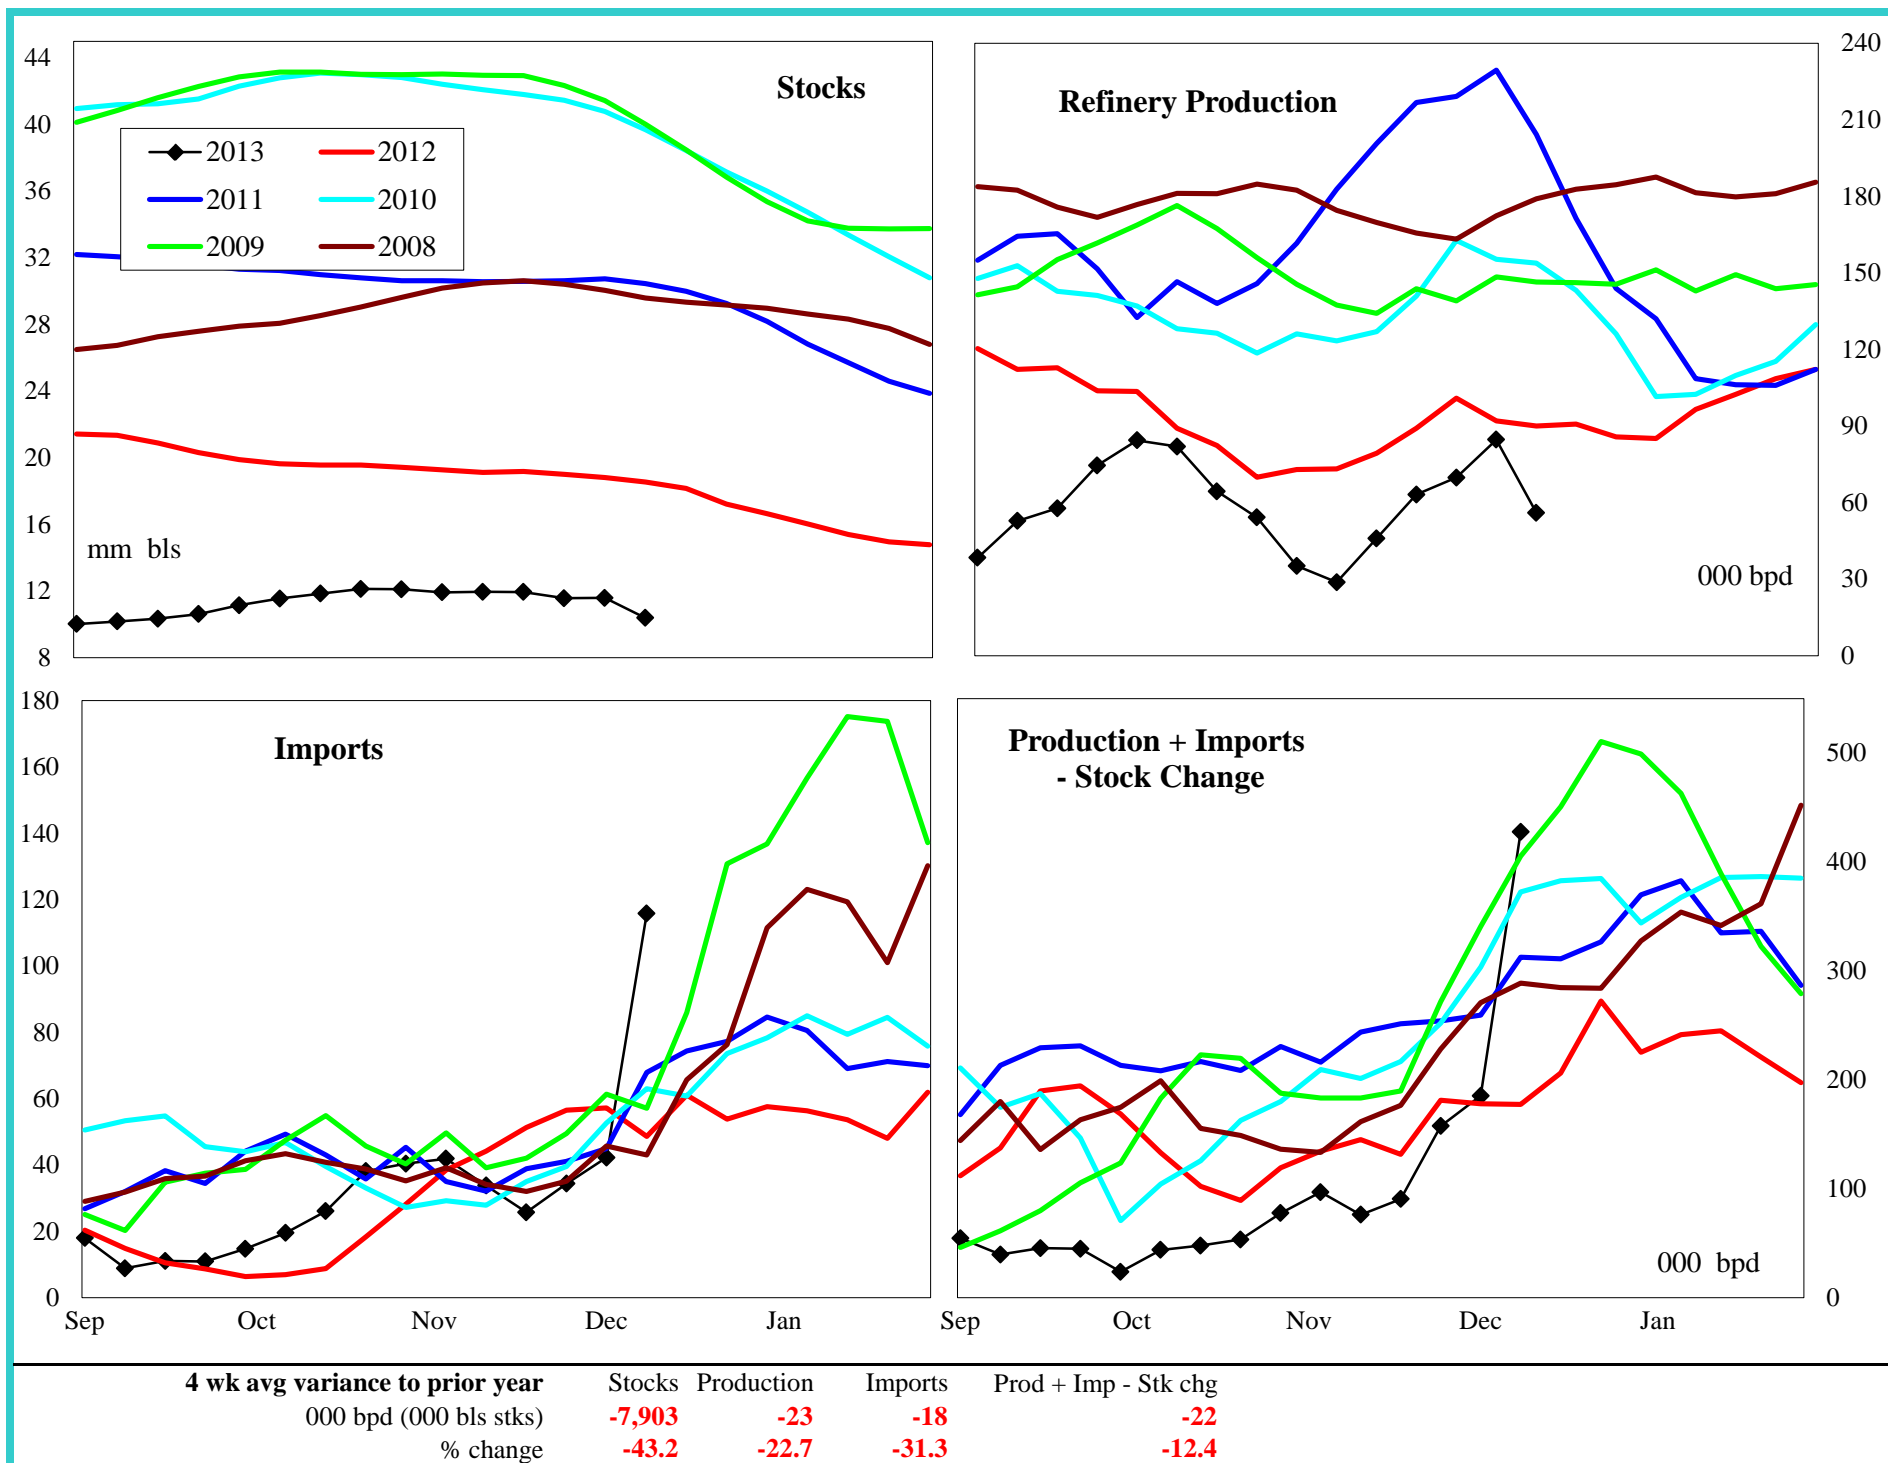 44
40
36
32
28
24
20
16
12
8
Stocks
2013 2012
2011 2010
2009 2008
mm bls
Refinery Production
000 bpd
240
210
180
150
120
90
60
30
0
180
160
140
120
100
80
60
40
20
0
Imports
Sep Oct Nov Dec Jan
Production + Imports
- Stock Change
000 bpd
500
400
300
200
100
0
Sep Oct Nov Dec Jan
4 wk avg variance to prior year Stocks Production Imports Prod + Imp - Stk chg
000 bpd (000 bls stks) -7,903 -23 -18 -22
% change -43.2 -22.7 -31.3 -12.4